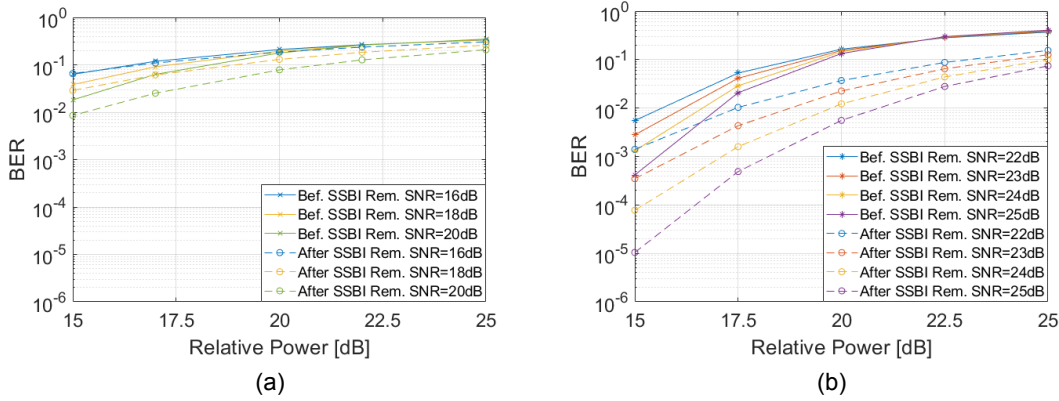 10^0
10^-1
10^-2
10^-3
10^-4
10^-5
10^-6
BER
15 17.5 20 22.5 25
Relative Power [dB]
Bef. SSBI Rem. SNR=16dB
Bef. SSBI Rem. SNR=18dB
Bef. SSBI Rem. SNR=20dB
After SSBI Rem. SNR=16dB
After SSBI Rem. SNR=18dB
After SSBI Rem. SNR=20dB
(a)
10^0
10^-1
10^-2
10^-3
10^-4
10^-5
10^-6
BER
15 17.5 20 22.5 25
Relative Power [dB]
Bef. SSBI Rem. SNR=22dB
Bef. SSBI Rem. SNR=23dB
Bef. SSBI Rem. SNR=24dB
Bef. SSBI Rem. SNR=25dB
After SSBI Rem. SNR=22dB
After SSBI Rem. SNR=23dB
After SSBI Rem. SNR=24dB
After SSBI Rem. SNR=25dB
(b)